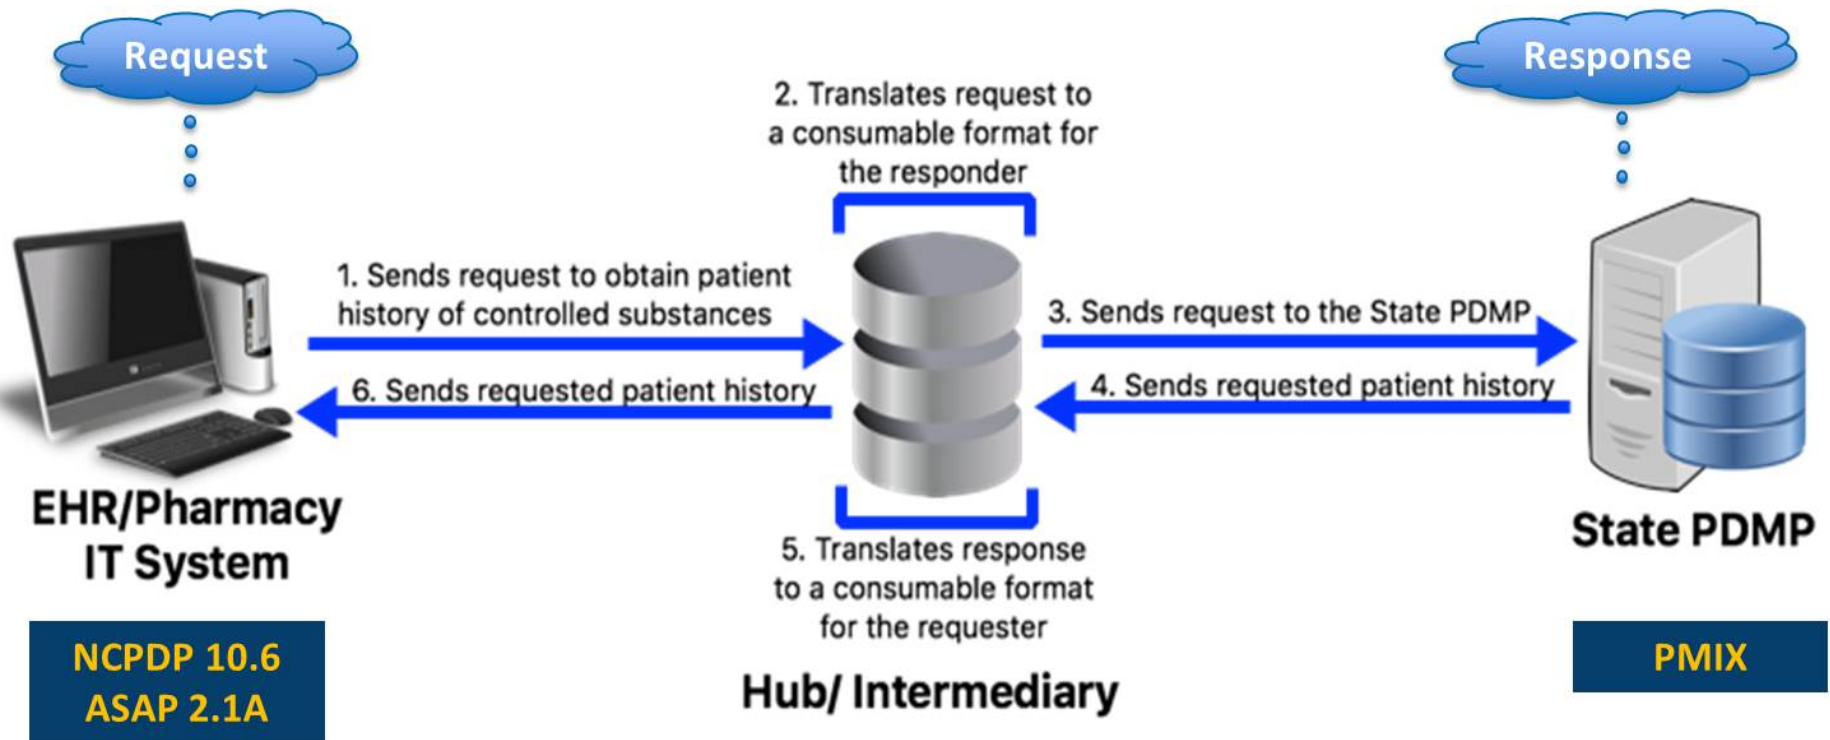 Request
Response
2. Translates request to
a consumable format for
the responder
1. Sends request to obtain patient
history of controlled substances
3. Sends request to the State PDMP
6. Sends requested patient history
4. Sends requested patient history
EHR/Pharmacy
IT System
State PDMP
5. Translates response
to a consumable format
for the requester
Hub/ Intermediary
NCPDP 10.6
ASAP 2.1A
PMIX